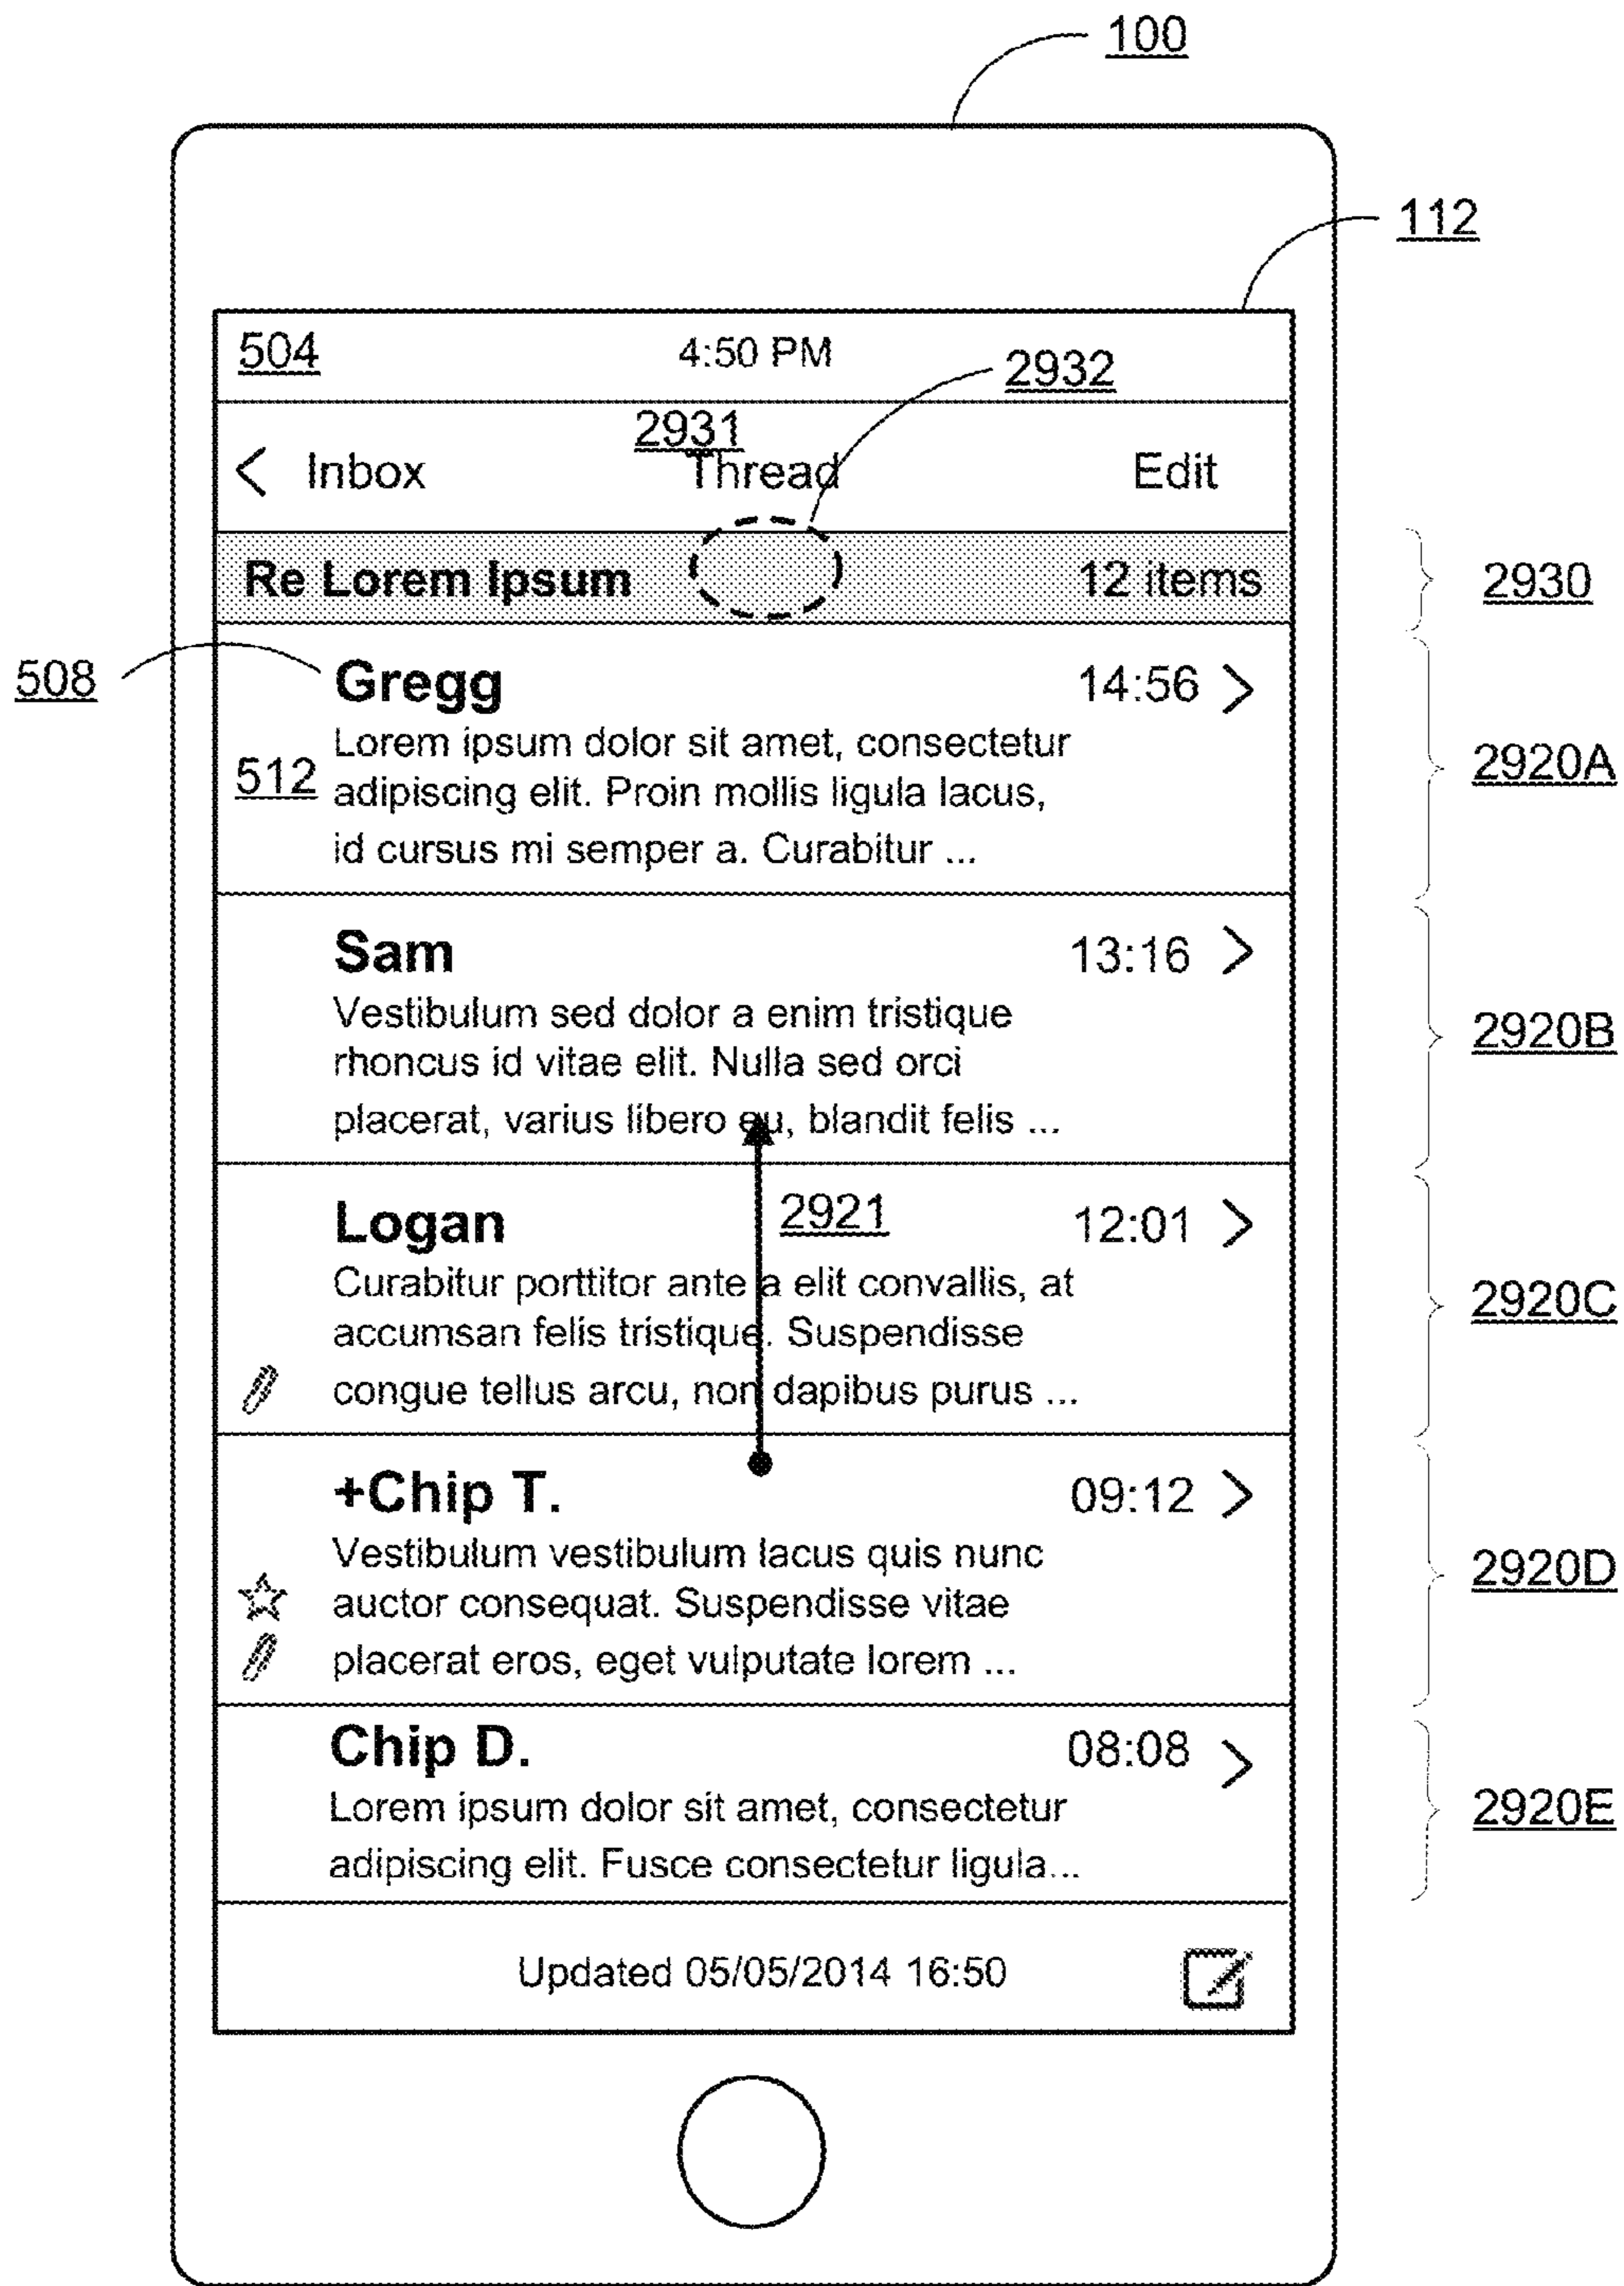 100
112
504 4:50 PM 2932
2931
< Inbox Thread Edit
Re Lorem Ipsum 12 items 2930
508 Gregg 14:56 >
Lorem ipsum dolor sit amet, consectetur
512 adipiscing elit. Proin mollis ligula lacus, 2920A
id cursus mi semper a. Curabitur ...
Sam 13:16 >
Vestibulum sed dolor a enim tristique
rhoncus id vitae elit. Nulla sed orci 2920B
placerat, varius libero eu, blandit felis ...
Logan 2921 12:01 >
Curabitur porttitor ante a elit convallis, at 2920C
accumsan felis tristique. Suspendisse
congue tellus arcu, non dapibus purus ...
+Chip T. 09:12 >
Vestibulum vestibulum lacus quis nunc 2920D
auctor consequat. Suspendisse vitae
placerat eros, eget vulputate lorem ...
Chip D. 08:08 >
Lorem ipsum dolor sit amet, consectetur 2920E
adipiscing elit. Fusce consectetur ligula...
Updated 05/05/2014 16:50